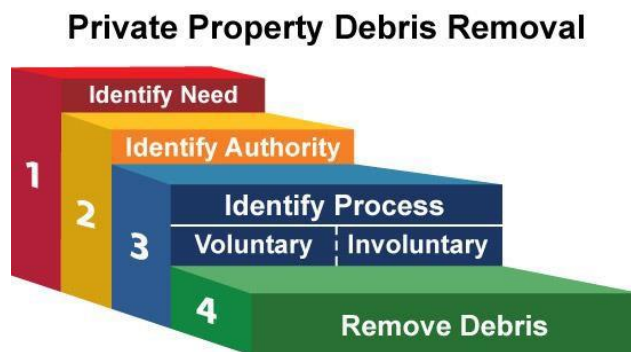 Private Property Debris Removal
1
Identify Need
2
Identify Authority
3
Identify Process
Voluntary Involuntary
4
Remove Debris